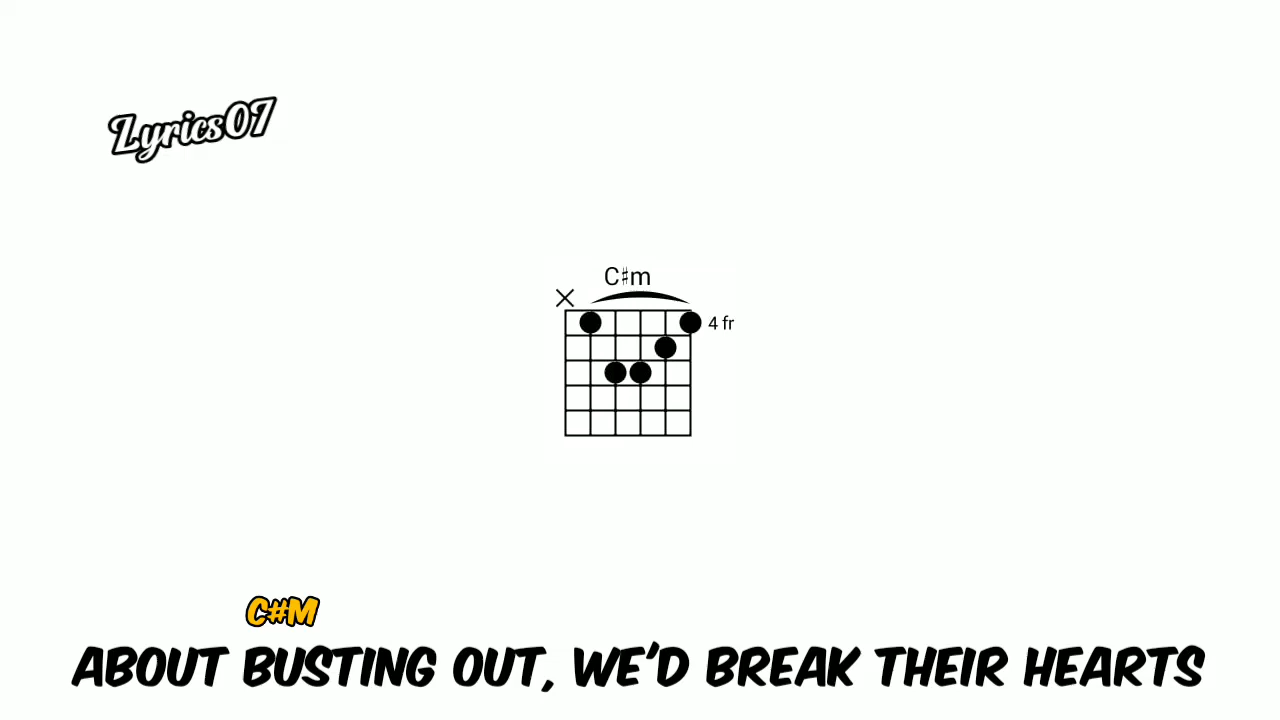 Lyrics07
C♯m
4 fr
C#M
ABOUT BUSTING OUT, WE'D BREAK THEIR HEARTS